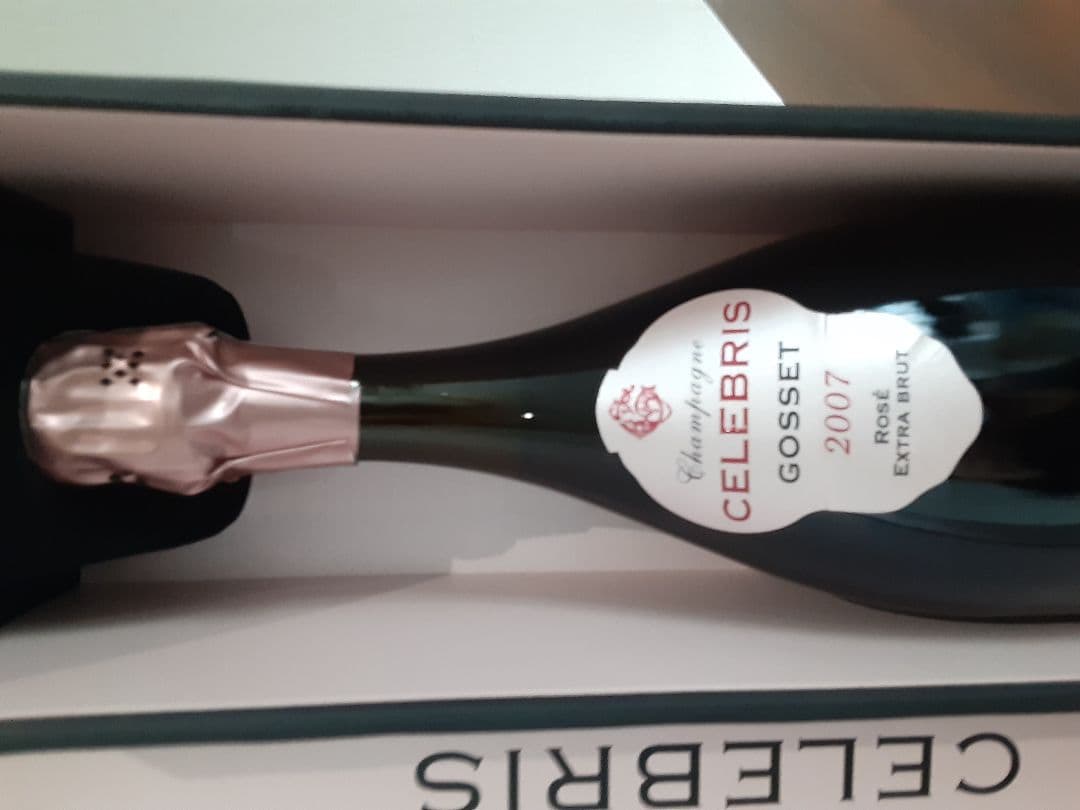 Champagne
CELEBRIS
GOSSET
2007
ROSÉ
EXTRA BRUT
CELEBRIS